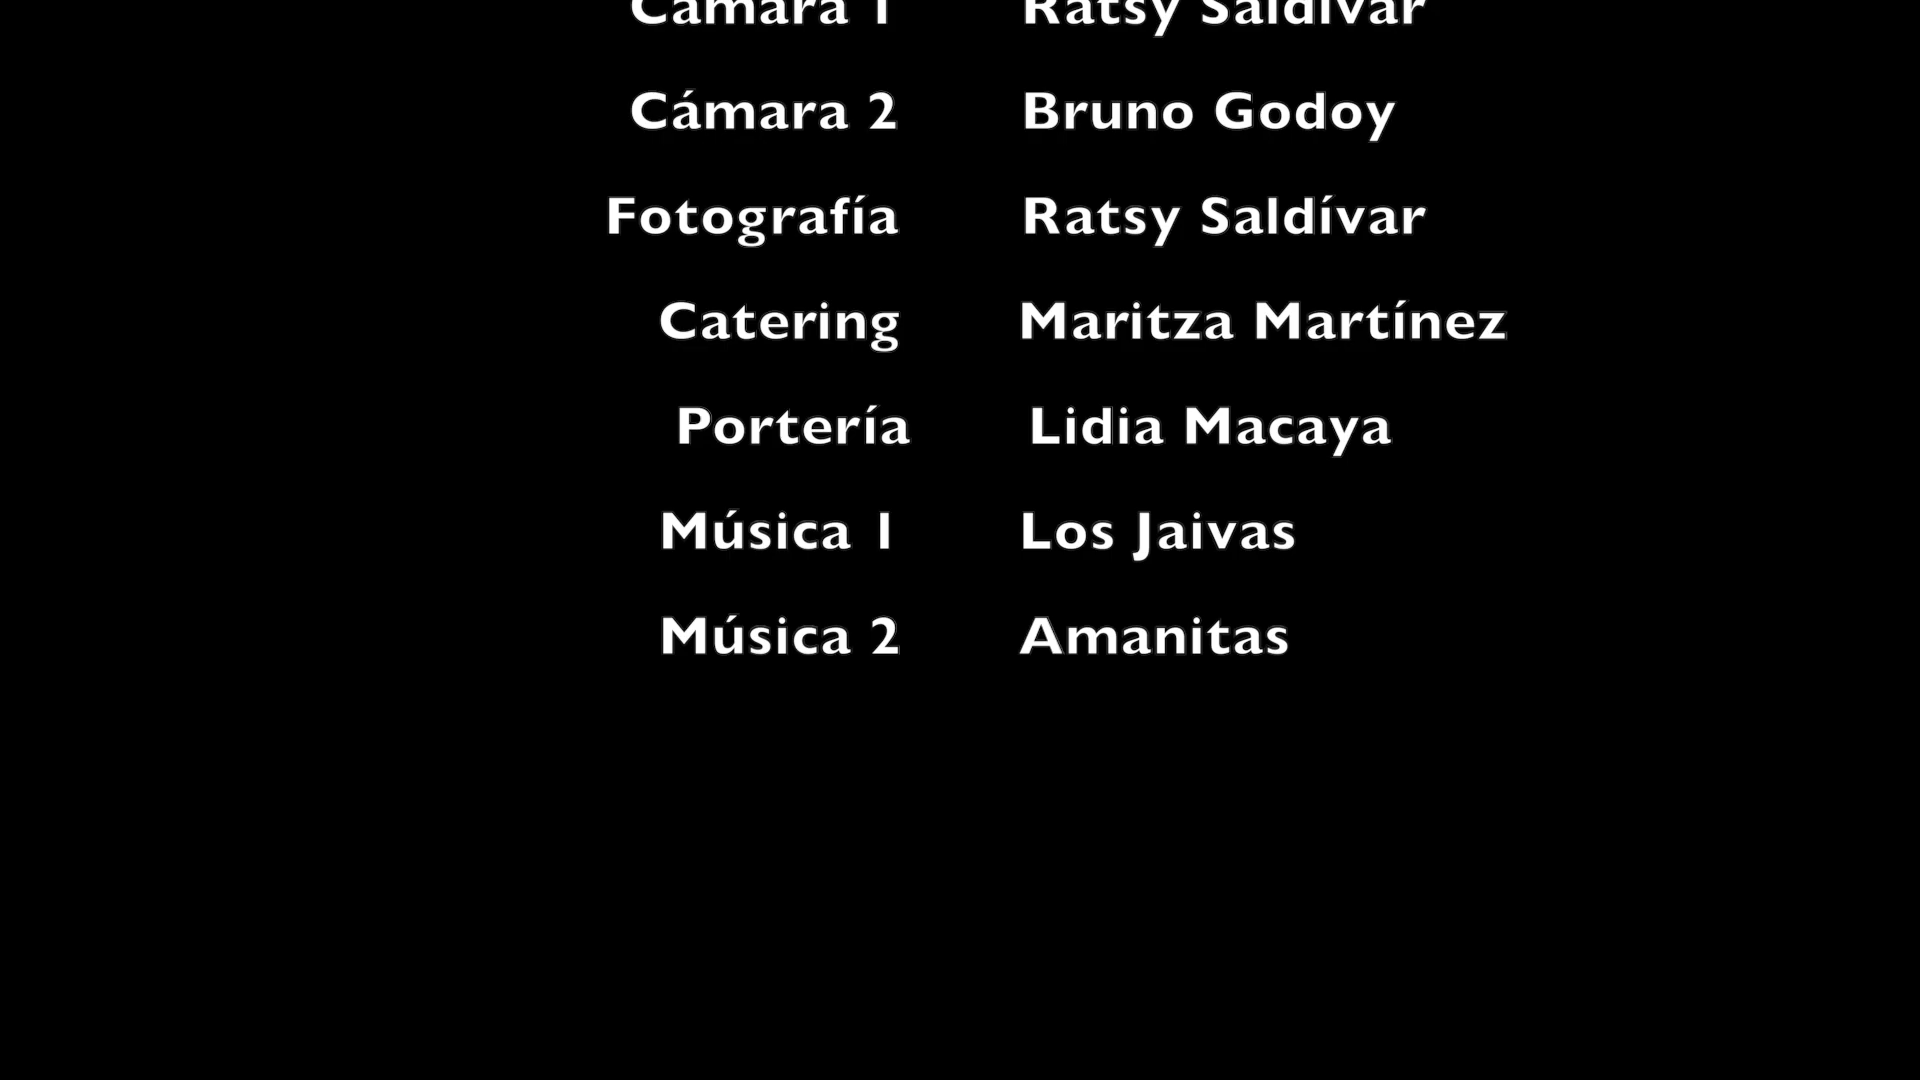 Cámara 1 Ratsy Saldívar
Cámara 2 Bruno Godoy
Fotografía Ratsy Saldívar
Catering Maritza Martínez
Portería Lidia Macaya
Música 1 Los Jaivas
Música 2 Amanitas